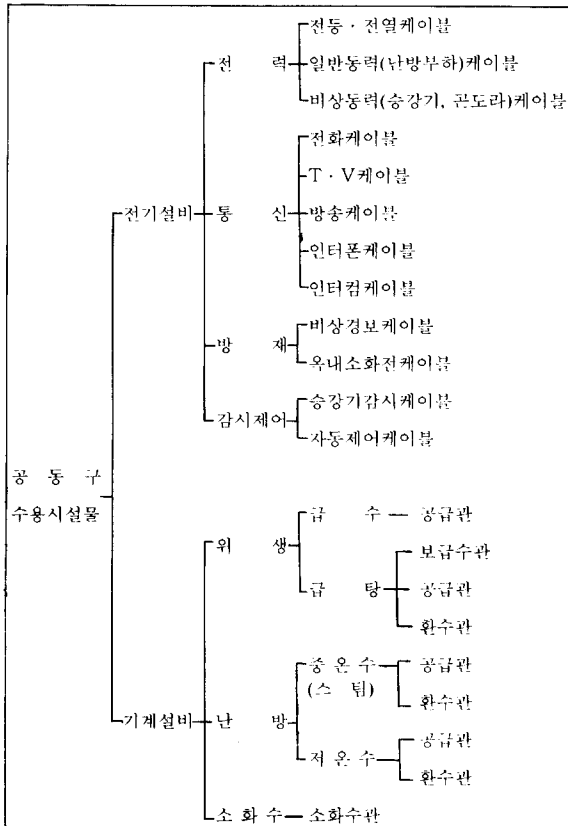 전등·전열케이블
전 력 일반동력(난방부하)케이블
비상동력(승강기, 곤도라)케이블
전화케이블
T·V케이블
전기설비 통 신 방송케이블
인터폰케이블
인터컴케이블
비상경보케이블
방 재
옥내소화전케이블
승강기감시케이블
감시제어
자동제어케이블
공 동 구
수용시설물
급 수 공급관
위 생 보급수관
급 탕 공급관
환수관
중온수 공급관
(스 팀) 환수관
기계설비 난 방
공급관
저온수
환수관
소화수 소화수관